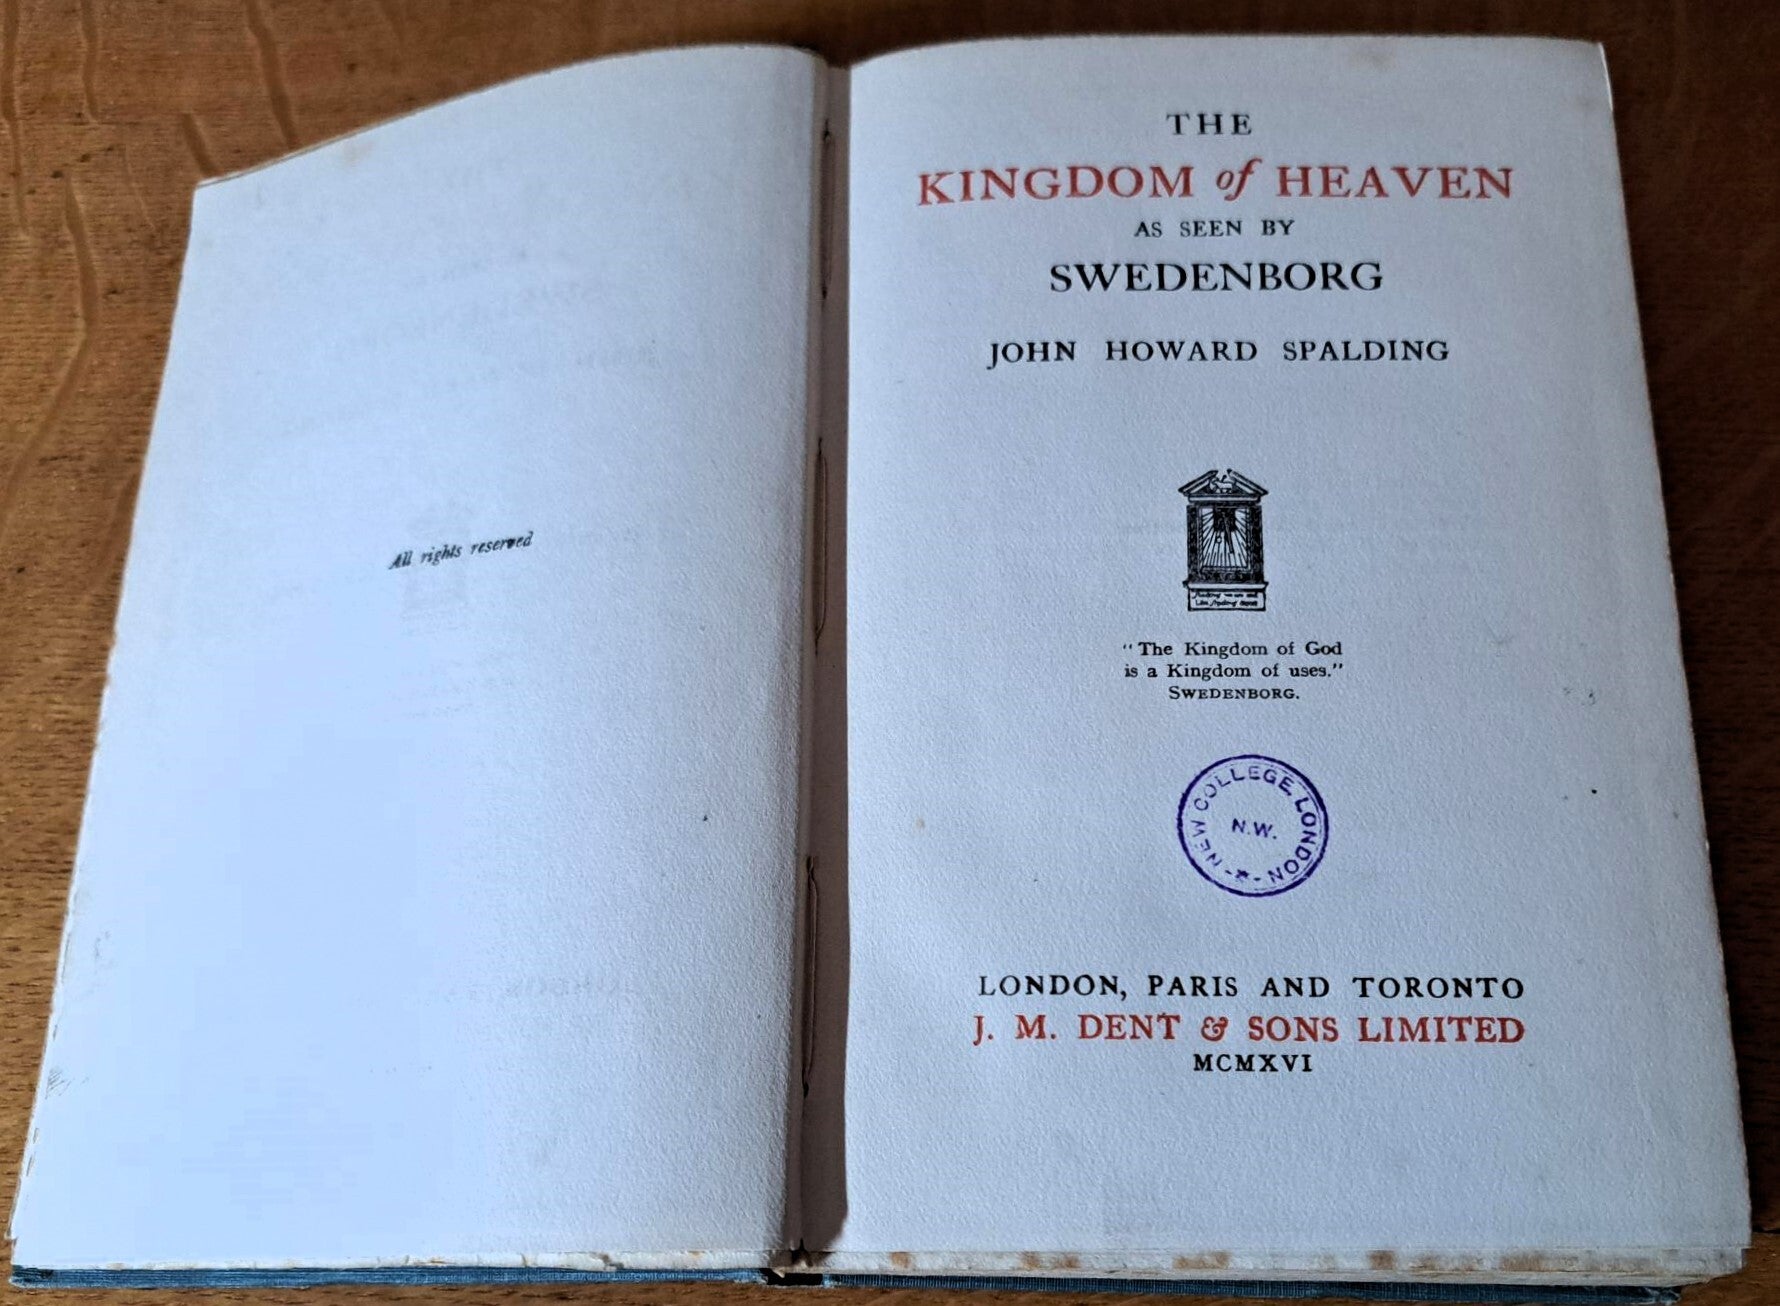 All rights reserved
THE
KINGDOM of HEAVEN
AS SEEN BY
SWEDENBORG
JOHN HOWARD SPALDING
"The Kingdom of God
is a Kingdom of uses."
SWEDENBORG.
NEW COLLEGE, LONDON
N.W.
LONDON, PARIS AND TORONTO
J. M. DENT & SONS LIMITED
MCMXVI